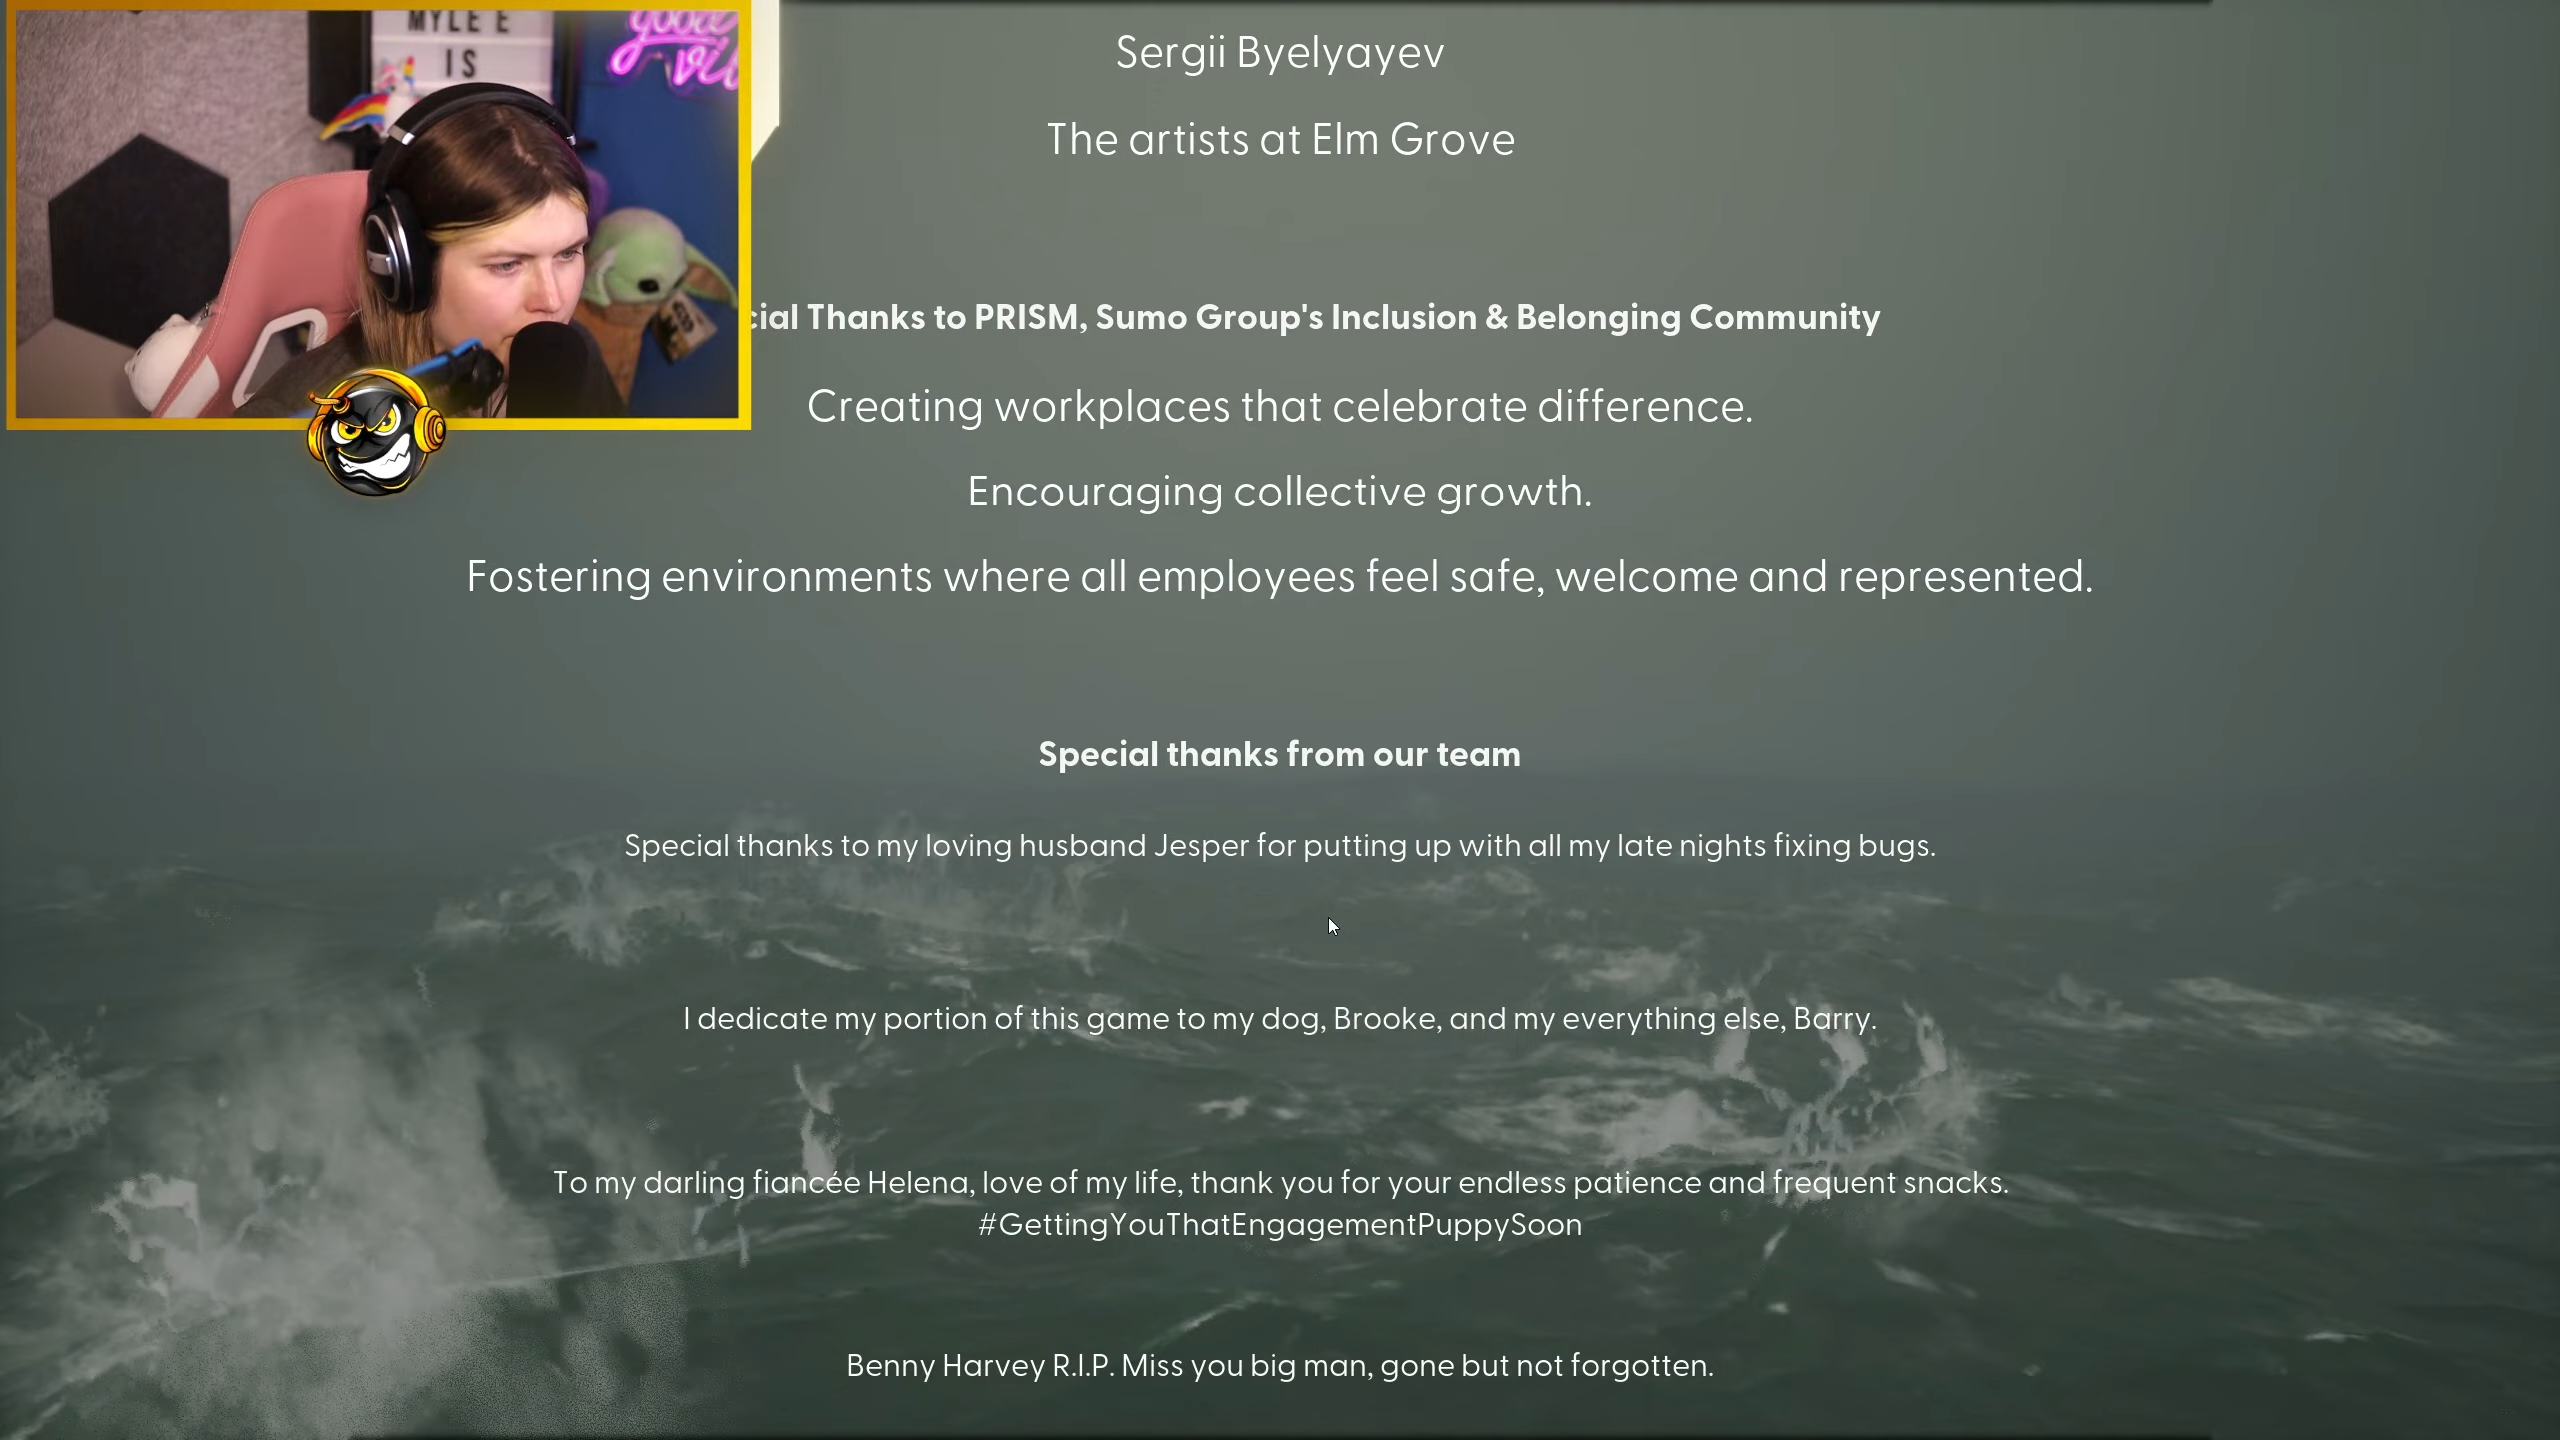 MYLE E
IS
good
Sergii Byelyayev
The artists at Elm Grove
cial Thanks to PRISM, Sumo Group's Inclusion & Belonging Community
Creating workplaces that celebrate difference.
Encouraging collective growth.
Fostering environments where all employees feel safe, welcome and represented.
Special thanks from our team
Special thanks to my loving husband Jesper for putting up with all my late nights fixing bugs.
I dedicate my portion of this game to my dog, Brooke, and my everything else, Barry.
To my darling fiancée Helena, love of my life, thank you for your endless patience and frequent snacks.
#GettingYouThatEngagementPuppySoon
Benny Harvey R.I.P. Miss you big man, gone but not forgotten.